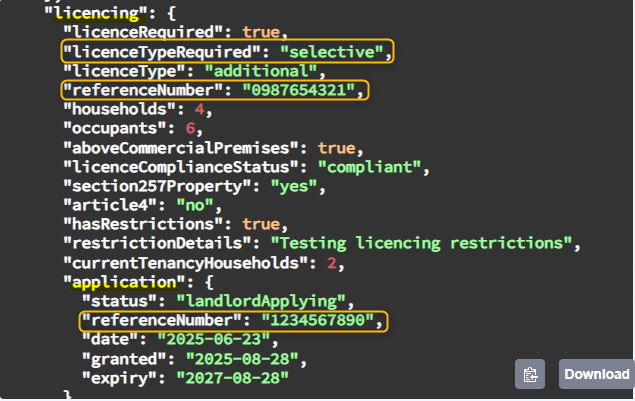 "licencing": {
"licenceRequired": true,
"licenceTypeRequired": "selective",
"licenceType": "additional",
"referenceNumber": "0987654321",
"households": 4,
"occupants": 6,
"aboveCommercialPremises": true,
"licenceComplianceStatus": "compliant",
"section257Property": "yes",
"article4": "no",
"hasRestrictions": true,
"restrictionDetails": "Testing licencing restrictions",
"currentTenancyHouseholds": 2,
"application": {
"status": "landlordApplying",
"referenceNumber": "1234567890",
"date": "2025-06-23",
"granted": "2025-08-28",
"expiry": "2027-08-28"
}
Download